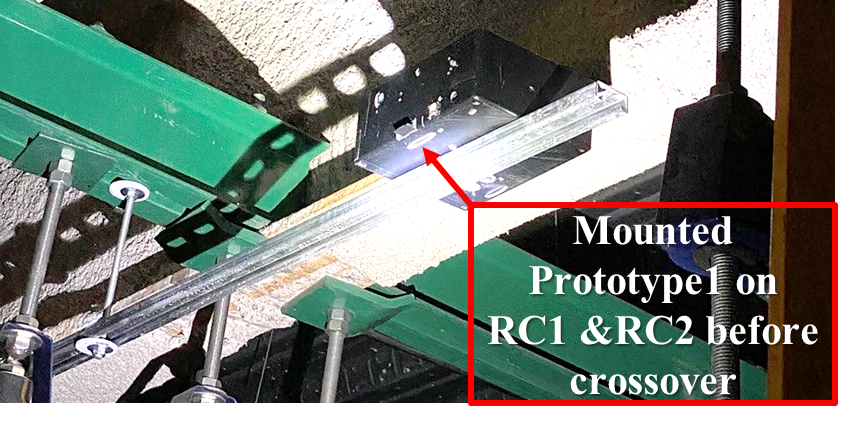 Mounted
Prototype1 on
RC1 &RC2 before
crossover